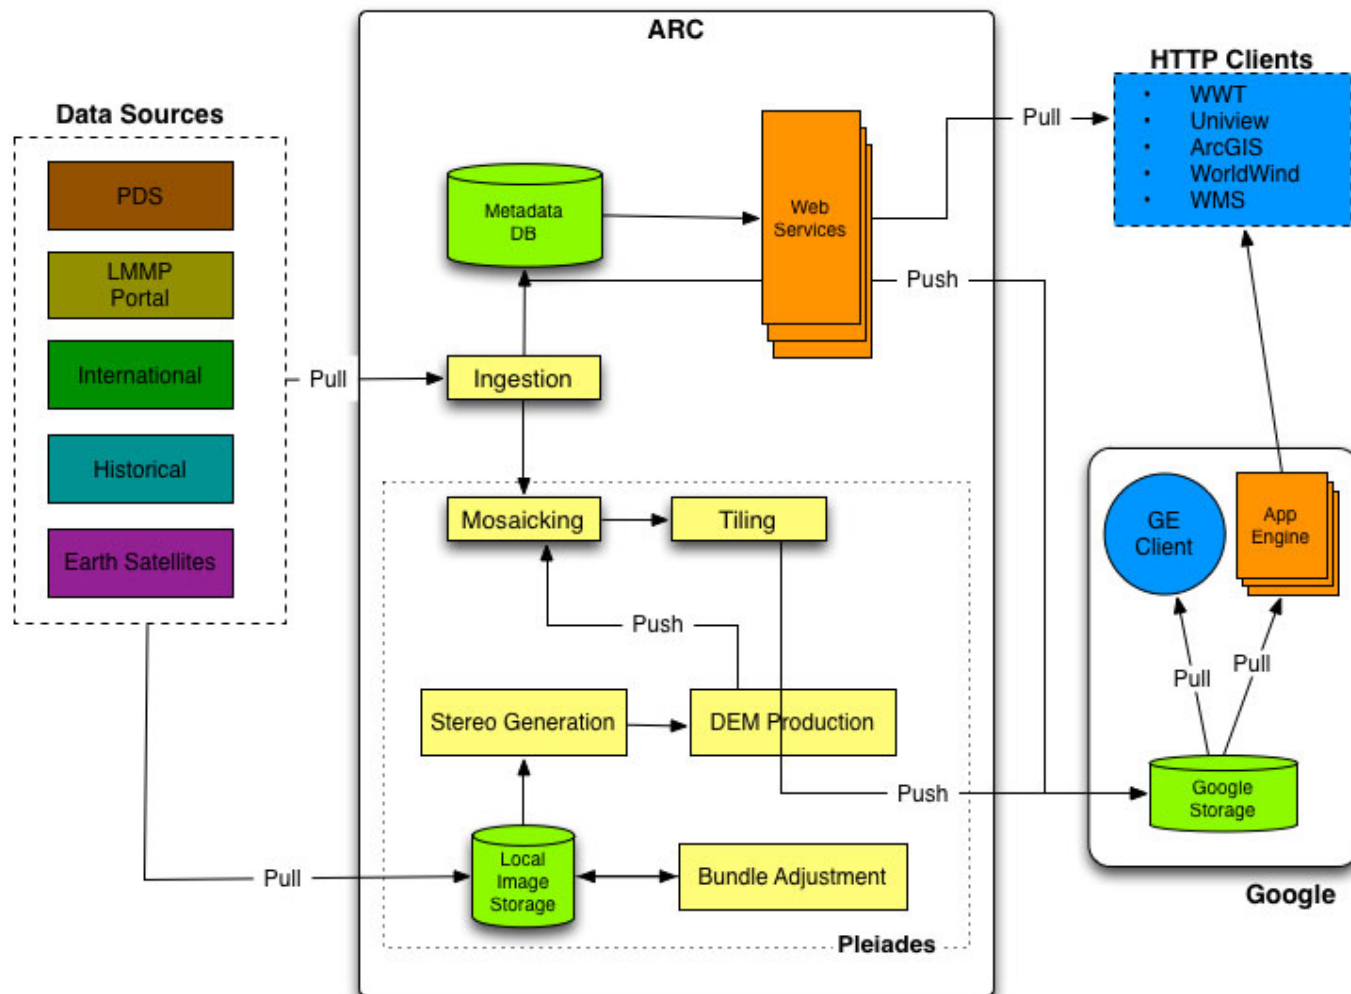 ARC
HTTP Clients
• WWT
• Uniview
• ArcGIS
• WorldWind
• WMS
Data Sources
PDS
LMMP
Portal
International
Historical
Earth Satellites
Pull
Metadata
DB
Web
Services
Pull
Push
Ingestion
Mosaicking
Tiling
Push
Stereo Generation
DEM Production
Push
Local
Image
Storage
Bundle Adjustment
Pull
Pleiades
GE
Client
App
Engine
Pull
Pull
Google
Storage
Google